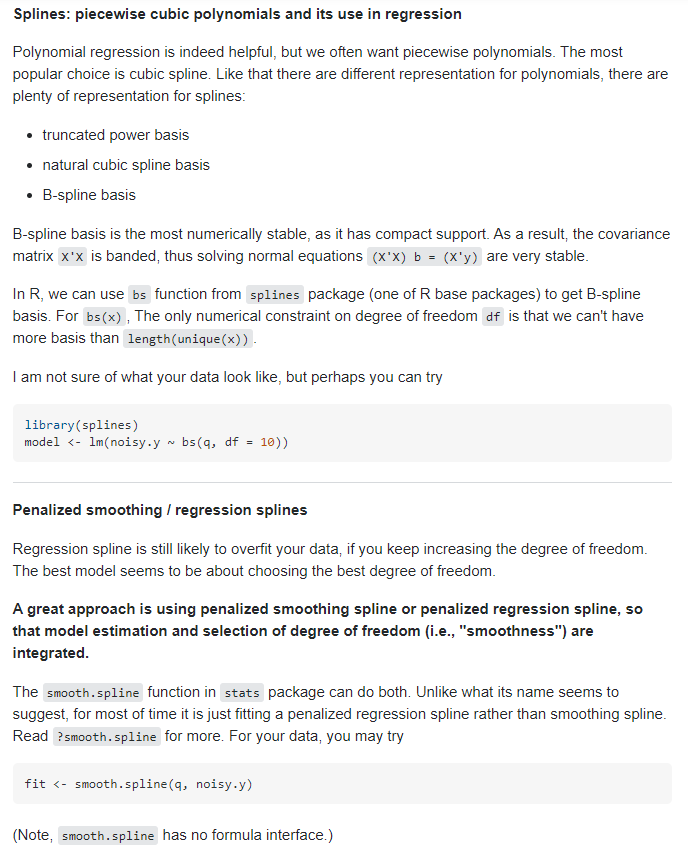 Splines: piecewise cubic polynomials and its use in regression
Polynomial regression is indeed helpful, but we often want piecewise polynomials. The most
popular choice is cubic spline. Like that there are different representation for polynomials, there are
plenty of representation for splines:
• truncated power basis
• natural cubic spline basis
• B-spline basis
B-spline basis is the most numerically stable, as it has compact support. As a result, the covariance
matrix X'X is banded, thus solving normal equations (X'X) b = (X'y) are very stable.
In R, we can use bs function from splines package (one of R base packages) to get B-spline
basis. For bs(x) , The only numerical constraint on degree of freedom df is that we can't have
more basis than length(unique(x)) .
I am not sure of what your data look like, but perhaps you can try
library(splines)
model <- lm(noisy.y ~ bs(q, df = 10))
Penalized smoothing / regression splines
Regression spline is still likely to overfit your data, if you keep increasing the degree of freedom.
The best model seems to be about choosing the best degree of freedom.
A great approach is using penalized smoothing spline or penalized regression spline, so
that model estimation and selection of degree of freedom (i.e., "smoothness") are
integrated.
The smooth.spline function in stats package can do both. Unlike what its name seems to
suggest, for most of time it is just fitting a penalized regression spline rather than smoothing spline.
Read ?smooth.spline for more. For your data, you may try
fit <- smooth.spline(q, noisy.y)
(Note, smooth.spline has no formula interface.)